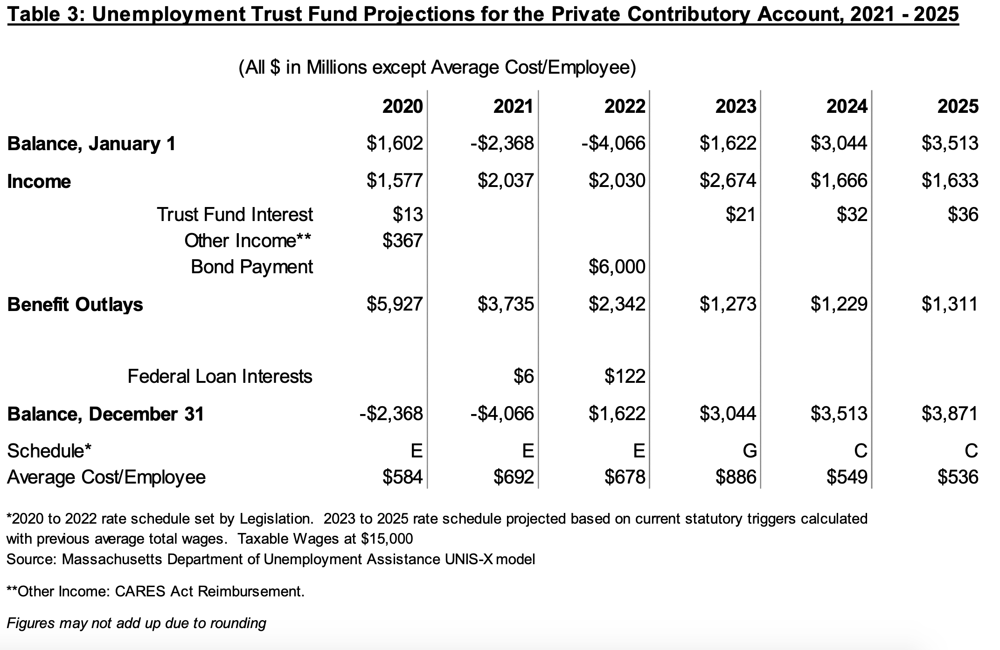 Table 3: Unemployment Trust Fund Projections for the Private Contributory Account, 2021 - 2025
(All $ in Millions except Average Cost/Employee)
2020 2021 2022 2023 2024 2025
Balance, January 1 $1,602 -$2,368 -$4,066 $1,622 $3,044 $3,513
Income $1,577 $2,037 $2,030 $2,674 $1,666 $1,633
Trust Fund Interest $13 $21 $32 $36
Other Income** $367
Bond Payment $6,000
Benefit Outlays $5,927 $3,735 $2,342 $1,273 $1,229 $1,311
Federal Loan Interests $6 $122
Balance, December 31 -$2,368 -$4,066 $1,622 $3,044 $3,513 $3,871
Schedule* E E E G C C
Average Cost/Employee $584 $692 $678 $886 $549 $536
*2020 to 2022 rate schedule set by Legislation.  2023 to 2025 rate schedule projected based on current statutory triggers calculated
with previous average total wages.  Taxable Wages at $15,000
Source: Massachusetts Department of Unemployment Assistance UNIS-X model
**Other Income: CARES Act Reimbursement.
Figures may not add up due to rounding